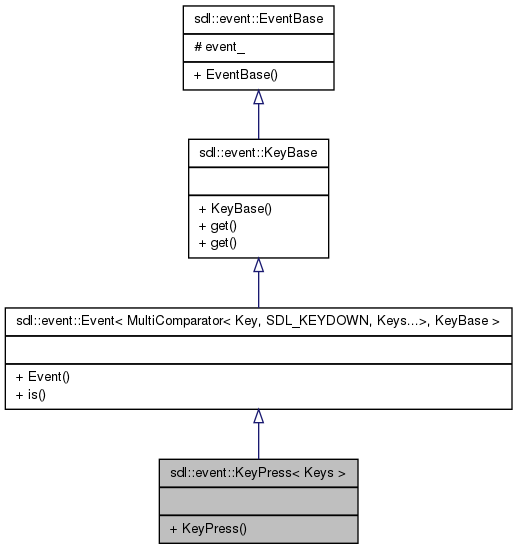 sdl::event::EventBase
# event_
+ EventBase()
sdl::event::KeyBase
+ KeyBase()
+ get()
+ get()
sdl::event::Event< MultiComparator< Key, SDL_KEYDOWN, Keys...>, KeyBase >
+ Event()
+ is()
sdl::event::KeyPress< Keys >
+ KeyPress()